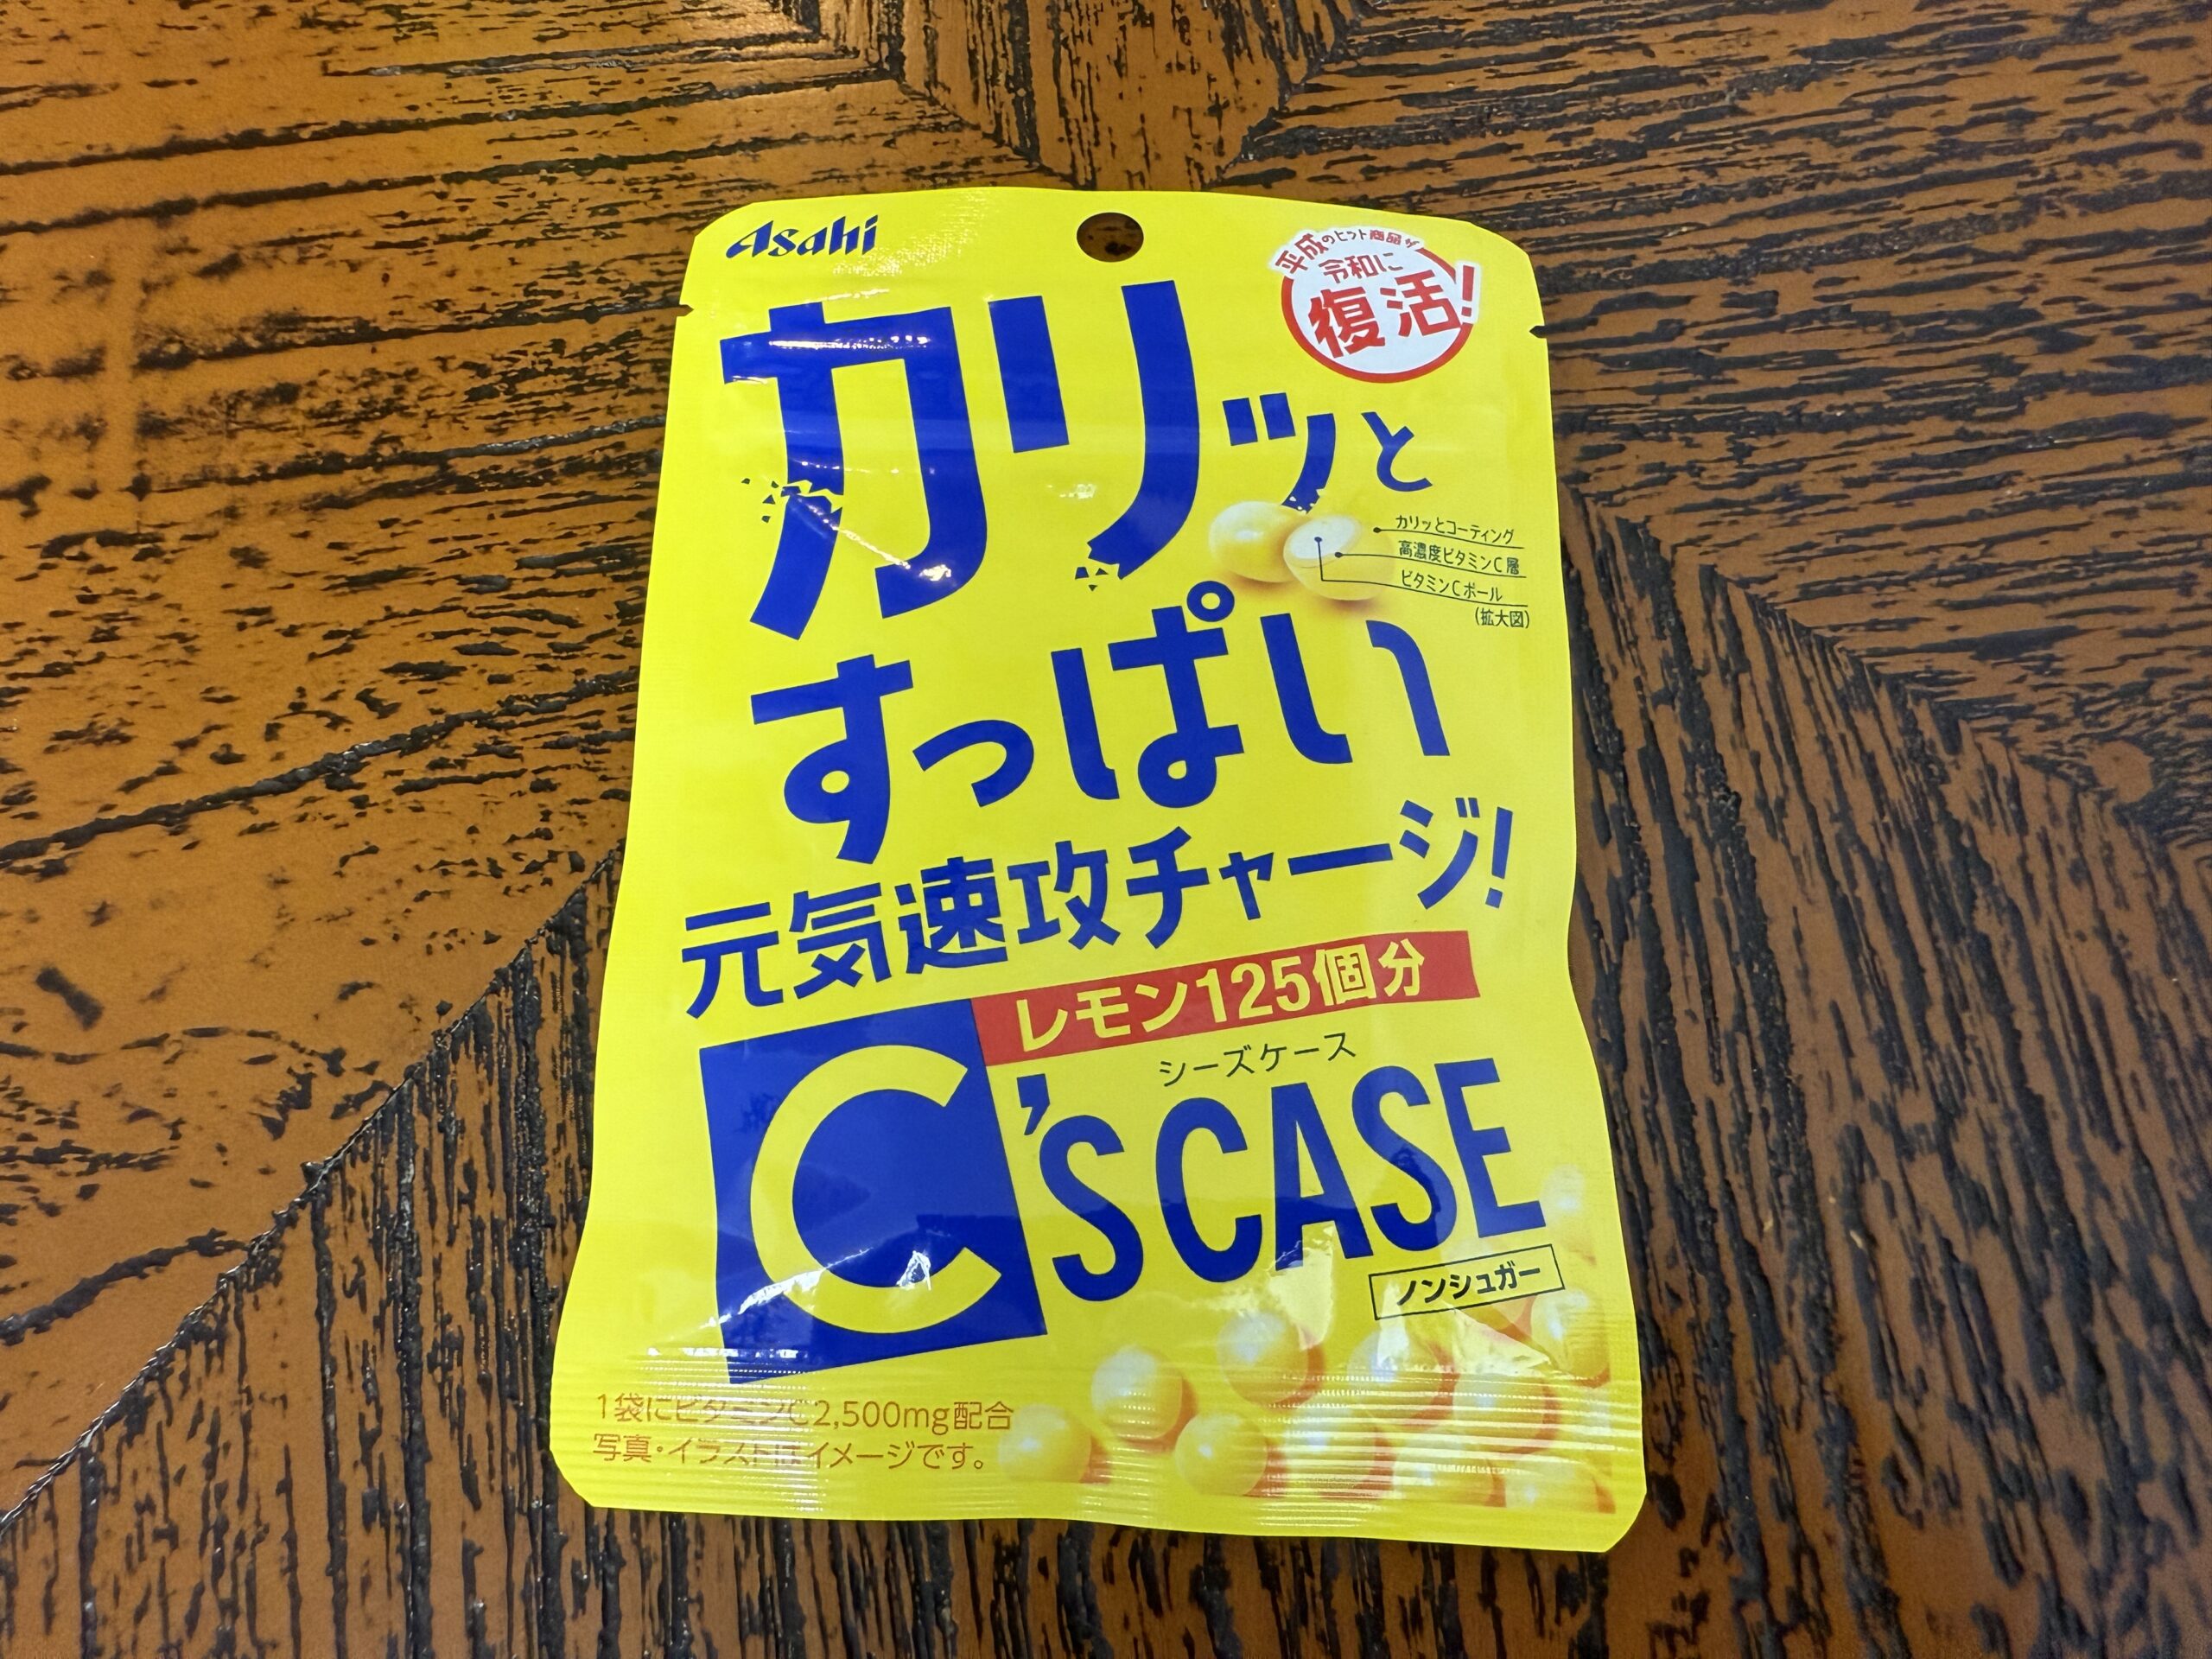 Asahi
平成のヒット商品が
令和に
復活!
カリッと
カリッとコーティング
高濃度ビタミンC層
ビタミンCボール
(拡大図)
すっぱい
元気速攻チャージ!
レモン125個分
シーズケース
C'S CASE
ノンシュガー
1袋にビタミンC2,500mg配合
写真・イラストはイメージです。